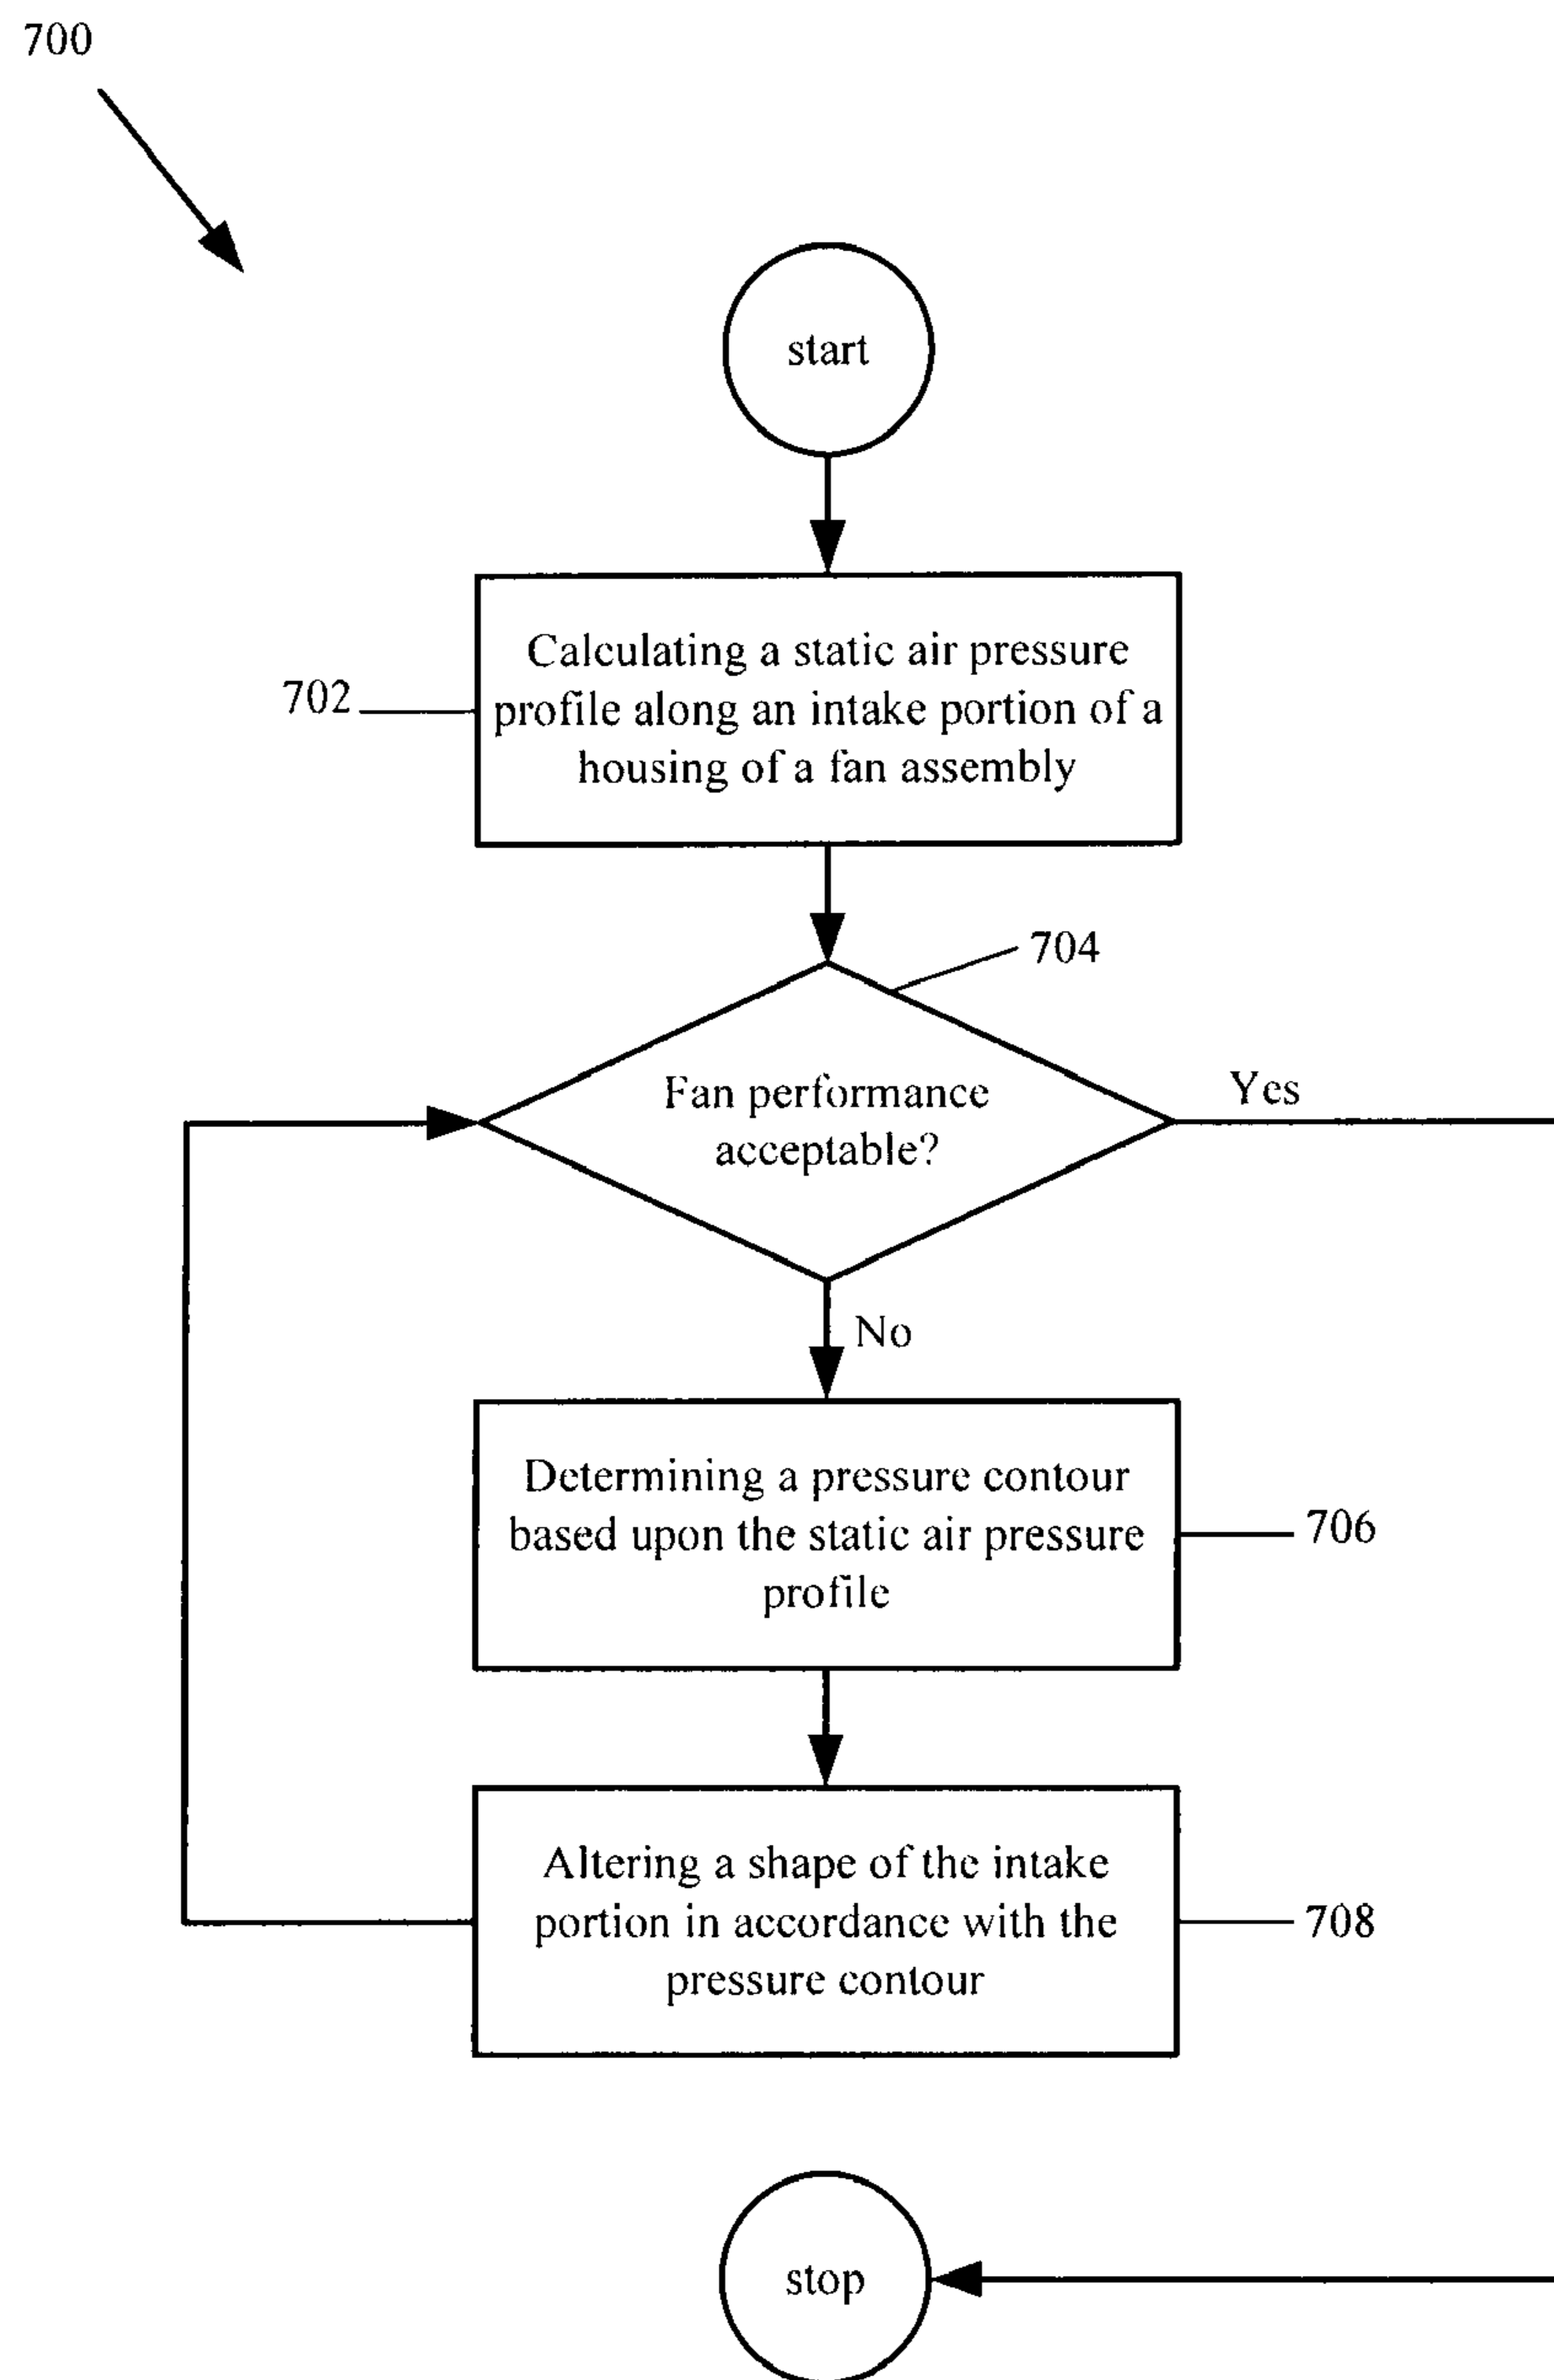 700
start
Calculating a static air pressure
profile along an intake portion of a
housing of a fan assembly
702
704
Fan performance
acceptable?
Yes
No
Determining a pressure contour
based upon the static air pressure
profile
706
Altering a shape of the intake
portion in accordance with the
pressure contour
708
stop